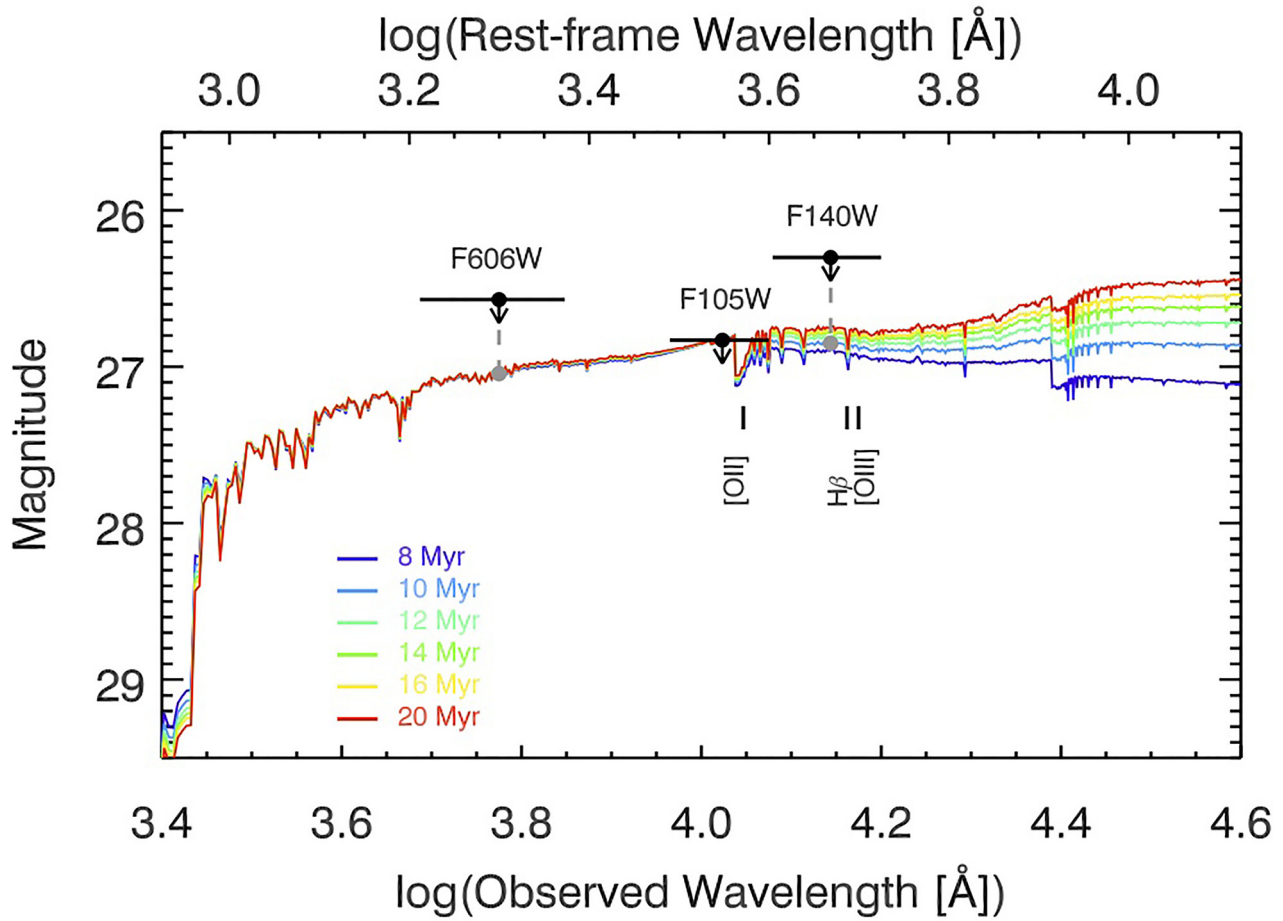 log(Rest-frame Wavelength [Å])
3.0 3.2 3.4 3.6 3.8 4.0
26
27
28
29
Magnitude
F606W
F105W
F140W
[OII]
Hβ
[OIII]
8 Myr
10 Myr
12 Myr
14 Myr
16 Myr
20 Myr
3.4 3.6 3.8 4.0 4.2 4.4 4.6
log(Observed Wavelength [Å])